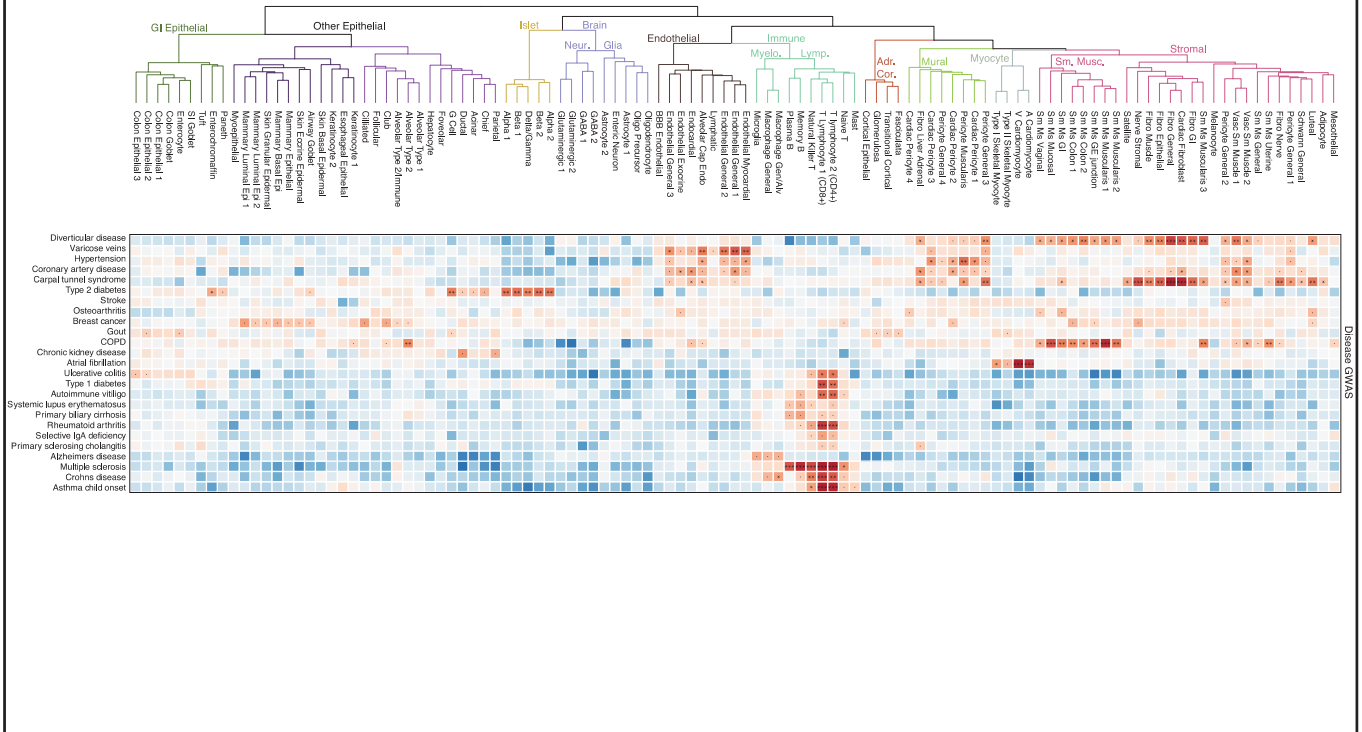 GI Epithelial
Other Epithelial
Islet
Brain
Neur.
Glia
Endothelial
Immune
Myelo.
Lymp.
Adr.
Cor.
Mural
Myocyte
Stromal
Sm. Musc.
Colon Epithelial 3
Colon Epithelial 2
Colon Epithelial 1
Colon Goblet
Enterocyte
SI Goblet
Tuft
Enterochromaffin
Paneth
Myoepithelial
Mammary Luminal Epi 1
Mammary Luminal Epi 2
Skin Granular Epidermal
Mammary Basal Epi
Mammary Epithelial
Skin Eccrine Epidermal
Airway Goblet
Skin Basal Epidermal
Keratinocyte 2
Esophageal Epithelial
Keratinocyte 1
Ciliated
Follicular
Club
Alveolar Type 2/Immune
Alveolar Type 2
Alveolar Type 1
Hepatocyte
Foveolar
G Cell
Ductal
Acinar
Chief
Parietal
Alpha 1
Beta 1
Delta/Gamma
Beta 2
Alpha 2
Glutaminergic 1
Glutaminergic 2
GABA 1
GABA 2
Astrocyte 2
Enteric Neuron
Astrocyte 1
Oligo Precursor
Oligodendrocyte
BBB Endothelial
Endothelial General 3
Endothelial Exocrine
Endocardial
Alveolar Cap Endo
Lymphatic
Endothelial General 2
Endothelial General 1
Endothelial Myocardial
Microglia
Macrophage General
Macrophage Gen/Alv
Plasma B
Memory B
Natural Killer T
T Lymphocyte 1 (CD8+)
T lymphocyte 2 (CD4+)
Naive T
Mast
Cortical Epithelial
Glomerulosa
Transitional Cortical
Fasciculata
Cardiac Pericyte 4
Fibro Liver Adrenal
Cardiac Pericyte 3
Pericyte General 4
Cardiac Pericyte 2
Pericyte Muscularis
Cardiac Pericyte 1
Pericyte General 3
Type I Skeletal Myocyte
Type II Skeletal Myocyte
V Cardiomyocyte
A Cardiomyocyte
Sm Ms Vaginal
Sm Ms Mucosal
Sm Ms GI
Sm Ms Colon 1
Sm Ms Colon 2
Sm Ms GE junction
Sm Ms Muscularis 1
Sm Ms Muscularis 2
Satellite
Nerve Stromal
Fibro Muscle
Fibro Epithelial
Fibro General
Cardiac Fibroblast
Fibro GI
Sm Ms Muscularis 3
Melanocyte
Pericyte General 2
Vasc Sm Muscle 1
Vasc Sm Muscle 2
Sm Ms General
Sm Ms Uterine
Fibro Nerve
Pericyte General 1
Schwann General
Luteal
Adipocyte
Mesothelial
Diverticular disease
Varicose veins
Hypertension
Coronary artery disease
Carpal tunnel syndrome
Type 2 diabetes
Stroke
Osteoarthritis
Breast cancer
Gout
COPD
Chronic kidney disease
Atrial fibrillation
Ulcerative colitis
Type 1 diabetes
Autoimmune vitiligo
Systemic lupus erythematosus
Primary biliary cirrhosis
Rheumatoid arthritis
Selective IgA deficiency
Primary sclerosing cholangitis
Alzheimers disease
Multiple sclerosis
Crohns disease
Asthma child onset
Disease GWAS